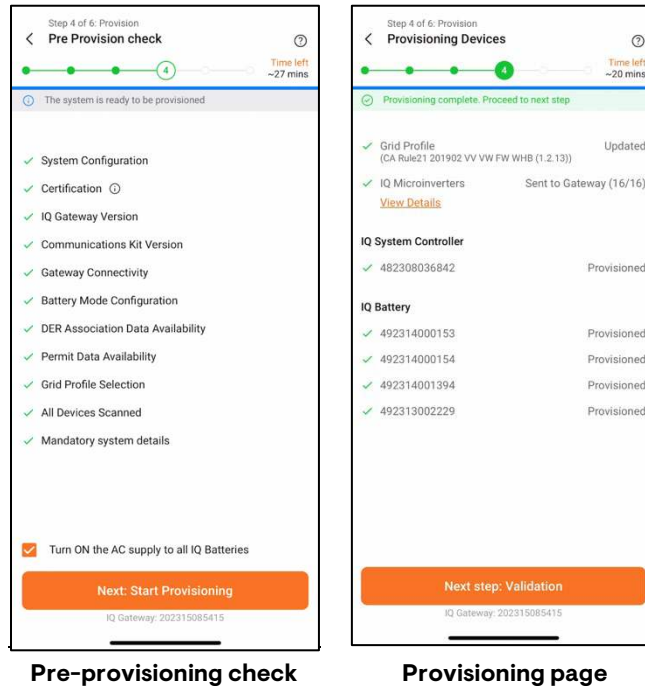 Step 4 of 6: Provision
Pre Provision check
4
Time left
~27 mins
The system is ready to be provisioned
System Configuration
Certification
IQ Gateway Version
Communications Kit Version
Gateway Connectivity
Battery Mode Configuration
DER Association Data Availability
Permit Data Availability
Grid Profile Selection
All Devices Scanned
Mandatory system details
Turn ON the AC supply to all IQ Batteries
Next: Start Provisioning
IQ Gateway: 202315085415
Pre-provisioning check
Step 4 of 6: Provision
Provisioning Devices
4
Time left
~20 mins
Provisioning complete. Proceed to next step
Grid Profile Updated
(CA Rule21 201902 VV VW FW WHB (1.2.13))
IQ Microinverters Sent to Gateway (16/16)
View Details
IQ System Controller
482308036842 Provisioned
IQ Battery
492314000153 Provisioned
492314000154 Provisioned
492314001394 Provisioned
492313002229 Provisioned
Next step: Validation
IQ Gateway: 202315085415
Provisioning page